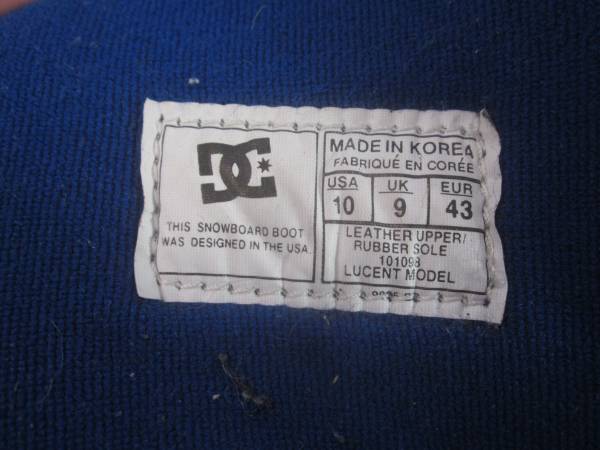 DC
THIS SNOWBOARD BOOT
WAS DESIGNED IN THE USA.
MADE IN KOREA
FABRIQUÉ EN CORÉE
USA UK EUR
10 9 43
LEATHER UPPER/
RUBBER SOLE
101098
LUCENT MODEL